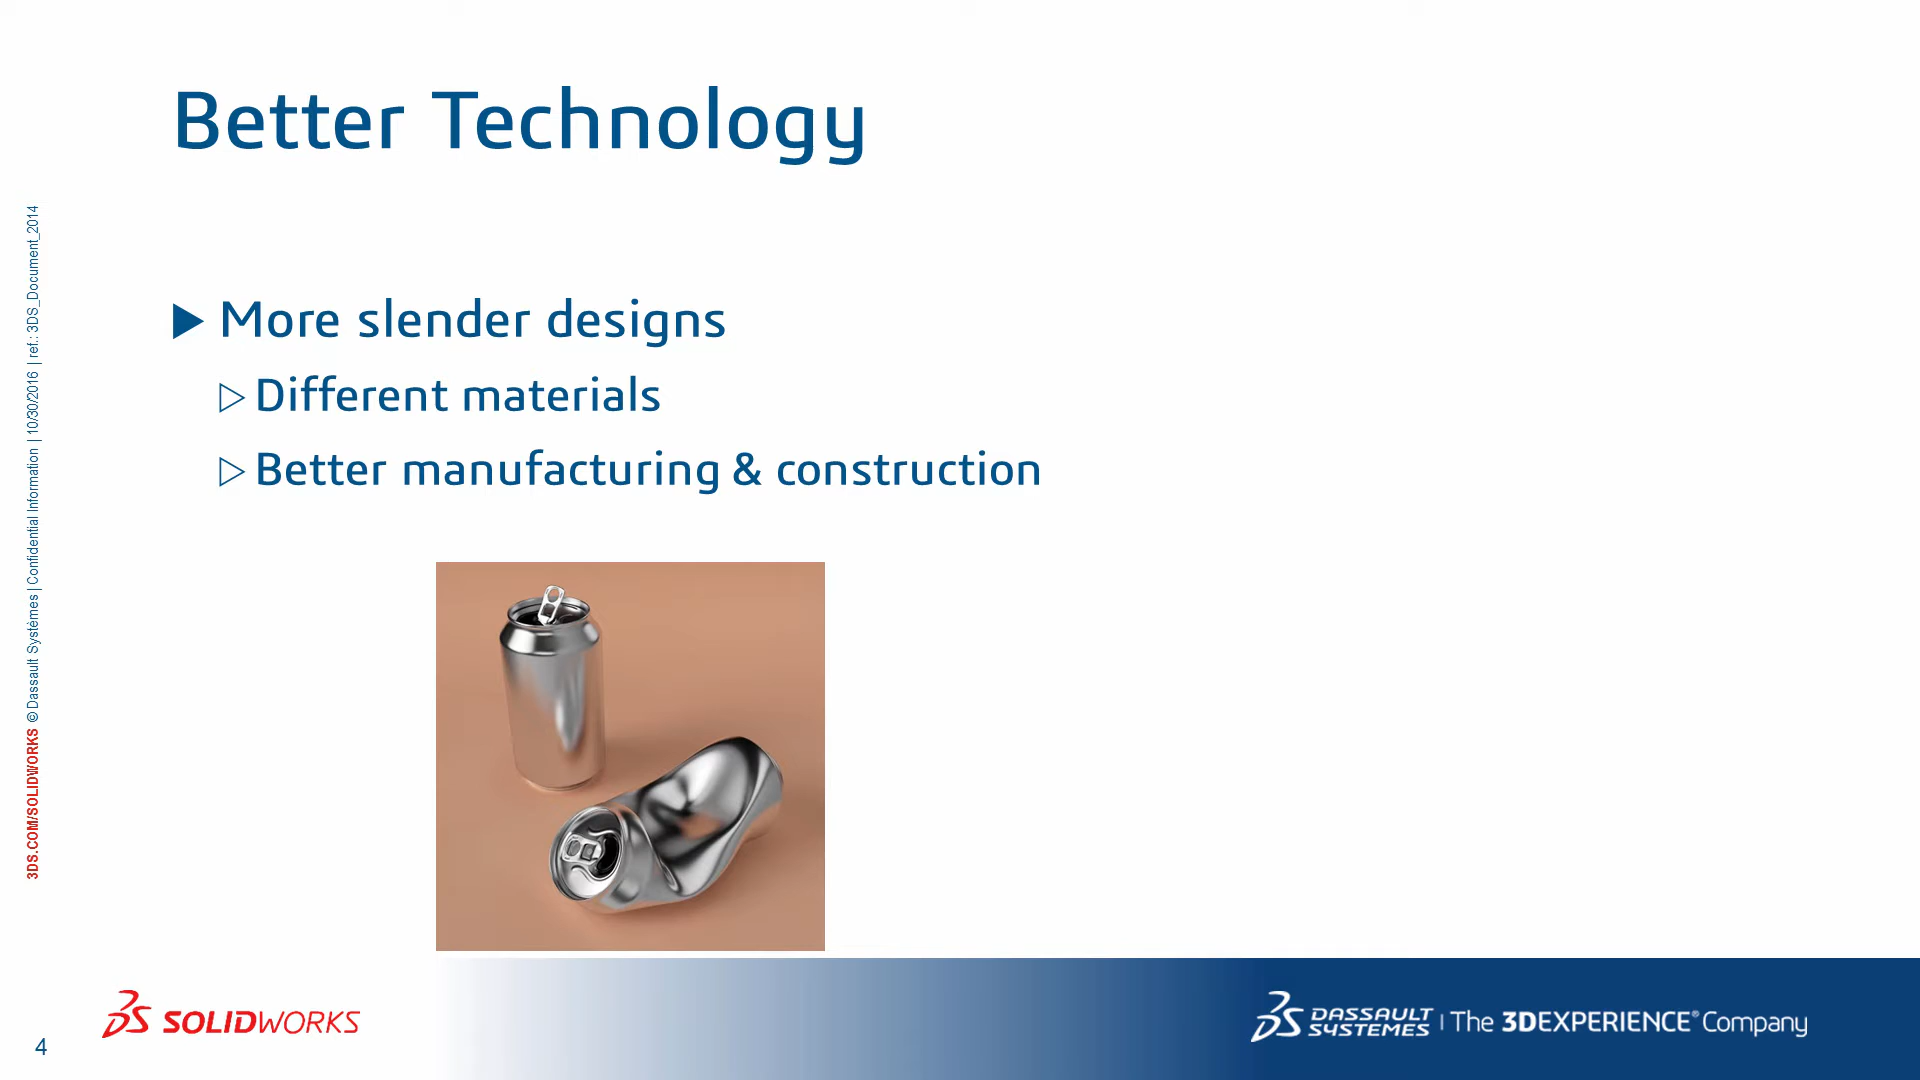 Better Technology
More slender designs
Different materials
Better manufacturing & construction
3DS.COM/SOLIDWORKS © Dassault Systèmes | Confidential Information | 10/30/2016 | ref.: 3DS_Document_2014
4
SOLIDWORKS
DASSAULT SYSTEMES | The 3DEXPERIENCE® Company